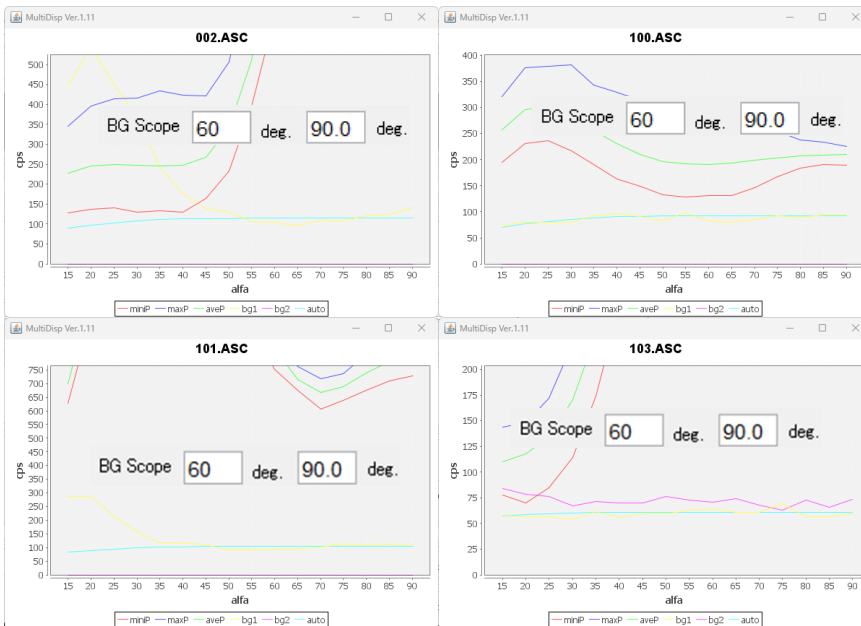 MultiDisp Ver.1.11
002.ASC
500
450
400
350
300
250
200
150
100
50
0
cps
BG Scope 60 deg. 90.0 deg.
15 20 25 30 35 40 45 50 55 60 65 70 75 80 85 90
alfa
miniP maxP aveP bg1 bg2 auto
MultiDisp Ver.1.11
100.ASC
400
350
300
250
200
150
100
50
0
cps
BG Scope 60 deg. 90.0 deg.
15 20 25 30 35 40 45 50 55 60 65 70 75 80 85 90
alfa
miniP maxP aveP bg1 bg2 auto
MultiDisp Ver.1.11
101.ASC
750
700
650
600
550
500
450
400
350
300
250
200
150
100
50
0
cps
BG Scope 60 deg. 90.0 deg.
15 20 25 30 35 40 45 50 55 60 65 70 75 80 85 90
alfa
miniP maxP aveP bg1 bg2 auto
MultiDisp Ver.1.11
103.ASC
200
175
150
125
100
75
50
25
0
cps
BG Scope 60 deg. 90.0 deg.
15 20 25 30 35 40 45 50 55 60 65 70 75 80 85 90
alfa
miniP maxP aveP bg1 bg2 auto